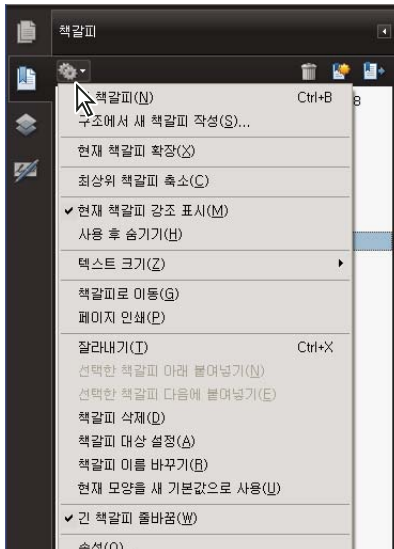 책갈피
책갈피(N) Ctrl+B
8
구조에서 새 책갈피 작성(S)...
현재 책갈피 확장(X)
최상위 책갈피 축소(C)
현재 책갈피 강조 표시(M)
사용 후 숨기기(H)
텍스트 크기(Z)
책갈피로 이동(G)
페이지 인쇄(P)
잘라내기(T) Ctrl+X
선택한 책갈피 아래 붙여넣기(N)
선택한 책갈피 다음에 붙여넣기(E)
책갈피 삭제(D)
책갈피 대상 설정(A)
책갈피 이름 바꾸기(R)
현재 모양을 새 기본값으로 사용(U)
긴 책갈피 줄바꿈(W)
속성(O)